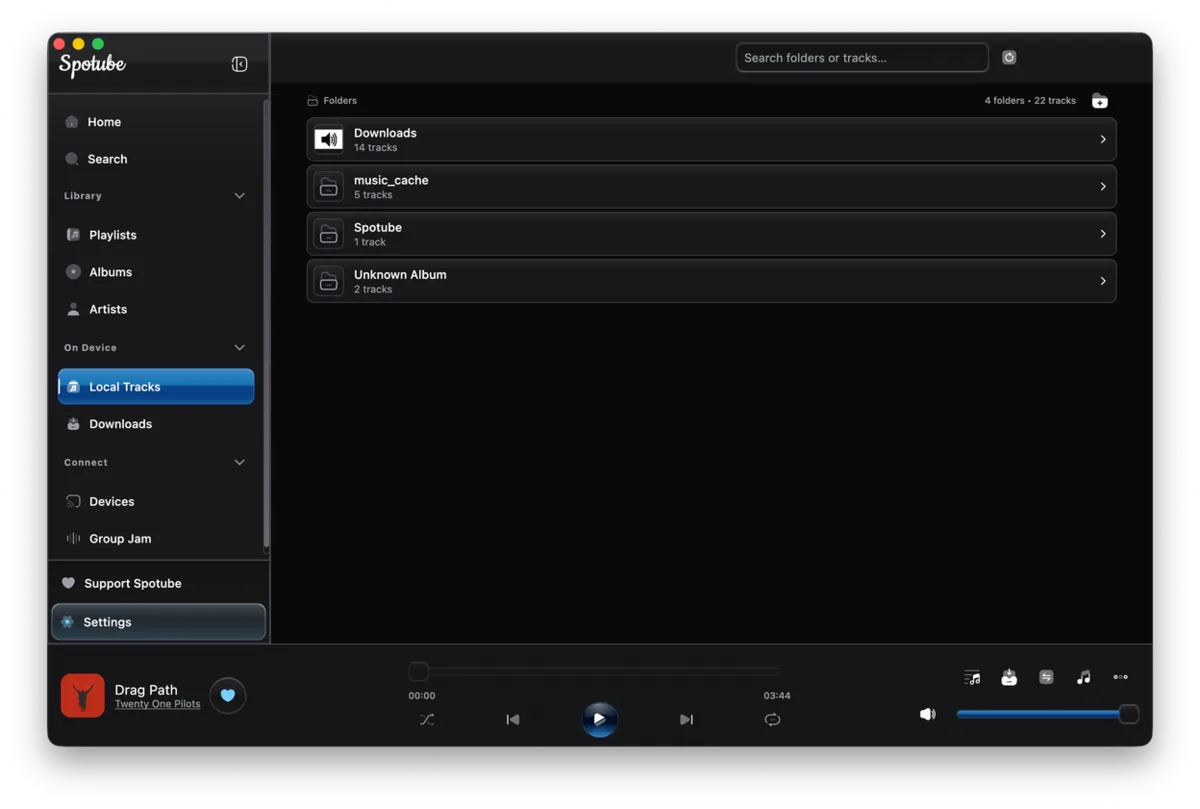 Spotube
Search folders or tracks...
Home
Search
Library
Playlists
Albums
Artists
On Device
Local Tracks
Downloads
Connect
Devices
Group Jam
Support Spotube
Settings
Folders
4 folders • 22 tracks
Downloads
14 tracks
music_cache
5 tracks
Spotube
1 track
Unknown Album
2 tracks
Drag Path
Twenty One Pilots
00:00
03:44